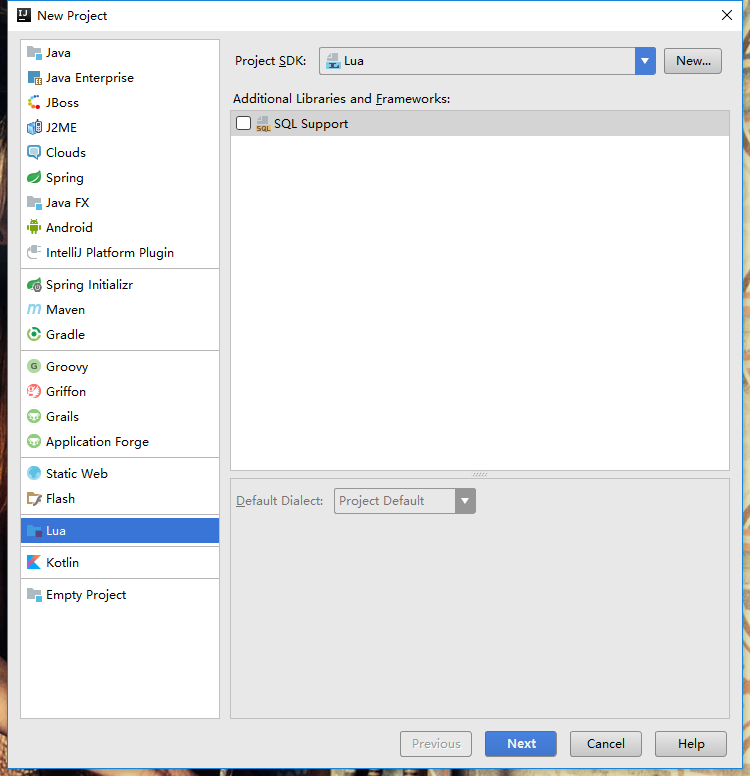 New Project
Java
Java Enterprise
JBoss
J2ME
Clouds
Spring
Java FX
Android
IntelliJ Platform Plugin
Spring Initializr
Maven
Gradle
Groovy
Griffon
Grails
Application Forge
Static Web
Flash
Lua
Kotlin
Empty Project
Project SDK: Lua New...
Additional Libraries and Frameworks:
SQL Support
Default Dialect: Project Default
Previous Next Cancel Help